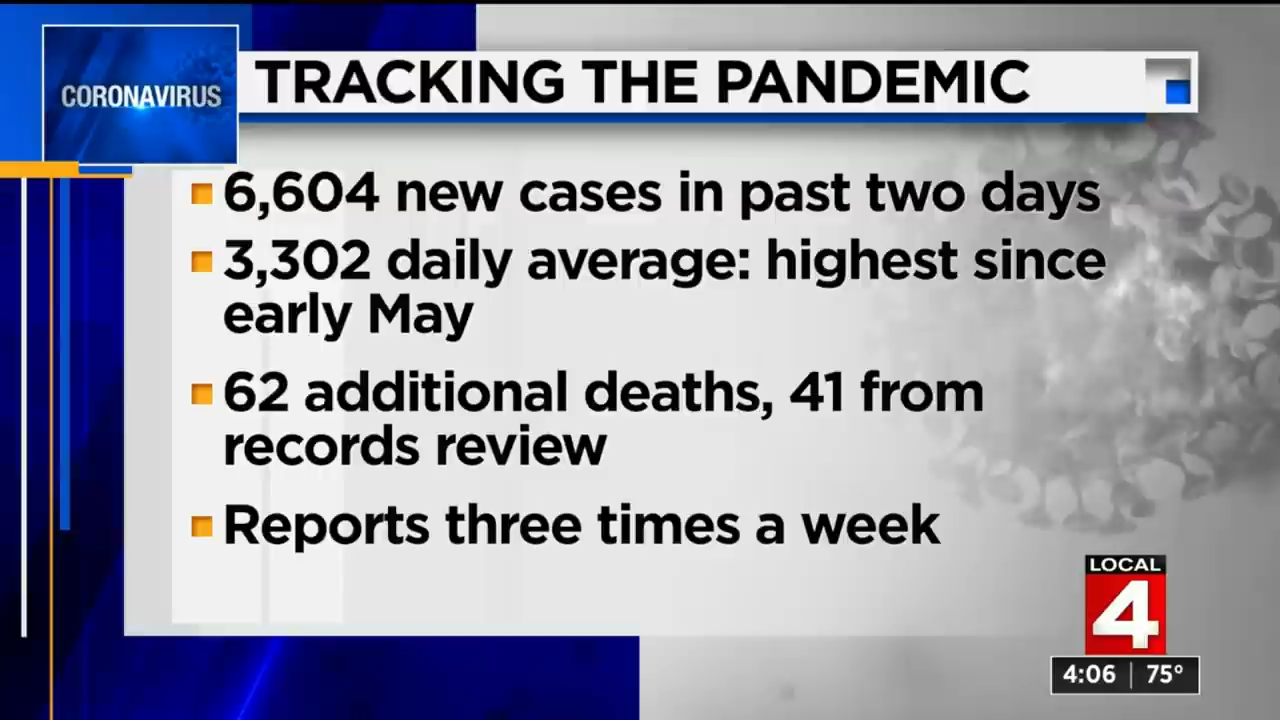 CORONAVIRUS
TRACKING THE PANDEMIC
6,604 new cases in past two days
3,302 daily average: highest since
early May
62 additional deaths, 41 from
records review
Reports three times a week
LOCAL
4
4:06 | 75°